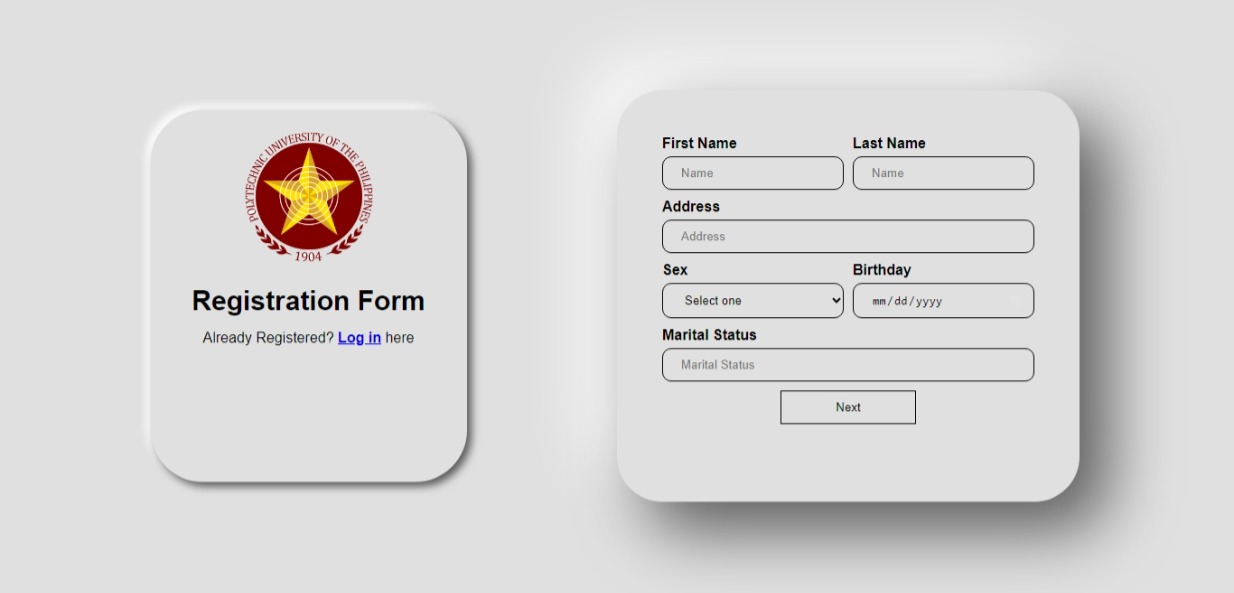 POLYTECHNIC UNIVERSITY OF THE PHILIPPINES
1904
Registration Form
Already Registered? Log in here
First Name Last Name
Name Name
Address
Address
Sex Birthday
Select one mm/dd/yyyy
Marital Status
Marital Status
Next